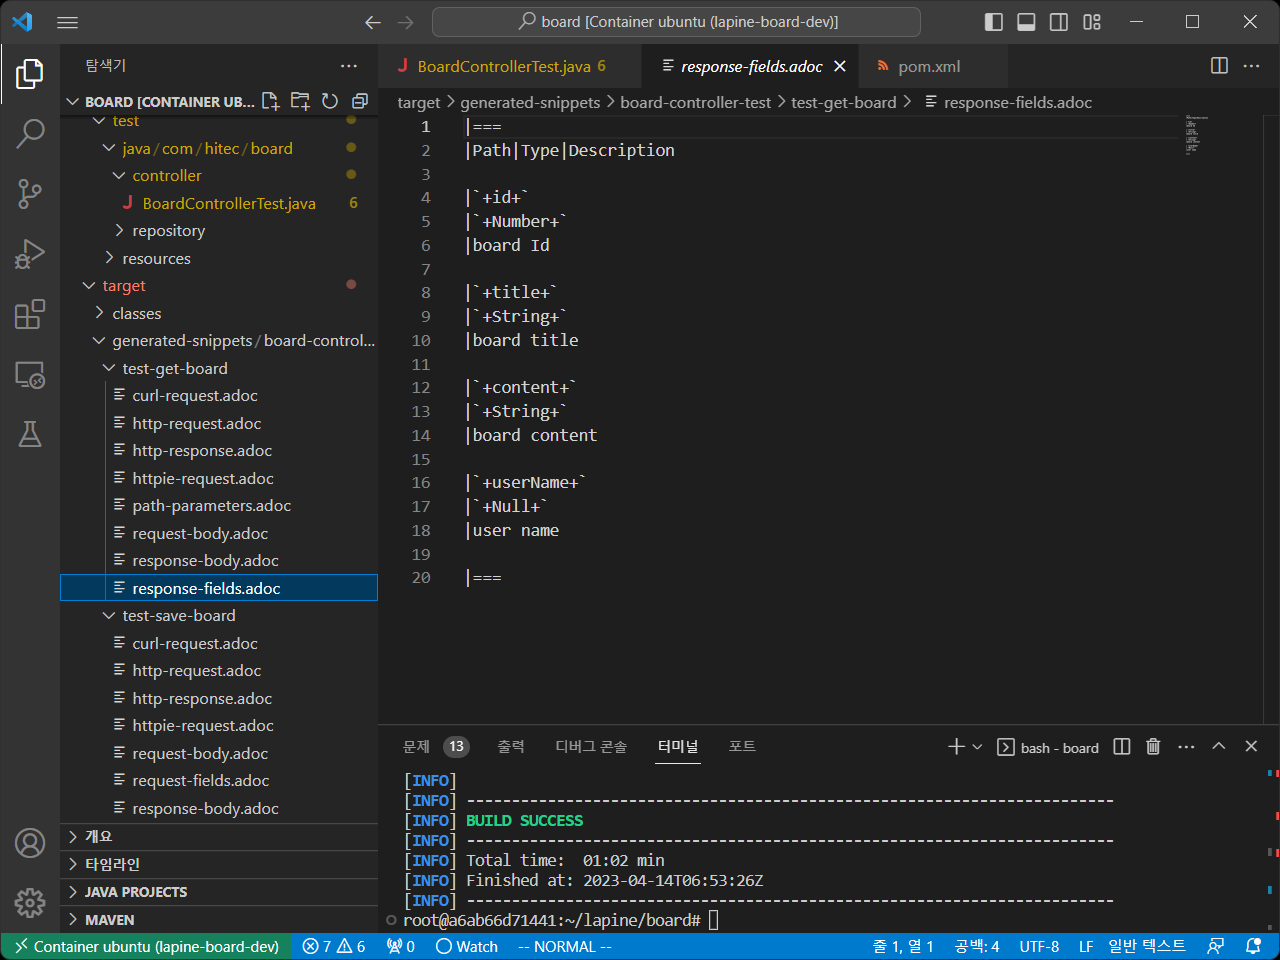 board [Container ubuntu (lapine-board-dev)]
탐색기
BOARD [CONTAINER UB...
test
java / com / hitec / board
controller
BoardControllerTest.java 6
repository
resources
target
classes
generated-snippets / board-control...
test-get-board
curl-request.adoc
http-request.adoc
http-response.adoc
httpie-request.adoc
path-parameters.adoc
request-body.adoc
response-body.adoc
response-fields.adoc
test-save-board
curl-request.adoc
http-request.adoc
http-response.adoc
httpie-request.adoc
request-body.adoc
request-fields.adoc
response-body.adoc
개요
타임라인
JAVA PROJECTS
MAVEN
BoardControllerTest.java 6 response-fields.adoc pom.xml
target > generated-snippets > board-controller-test > test-get-board > response-fields.adoc
1 |===
2 |Path|Type|Description
3
4 |`+id+`
5 |`+Number+`
6 |board Id
7
8 |`+title+`
9 |`+String+`
10 |board title
11
12 |`+content+`
13 |`+String+`
14 |board content
15
16 |`+userName+`
17 |`+Null+`
18 |user name
19
20 |===
문제 13 출력 디버그 콘솔 터미널 포트 bash - board
[INFO]
[INFO] ------------------------------------------------------------------------
[INFO] BUILD SUCCESS
[INFO] ------------------------------------------------------------------------
[INFO] Total time:  01:02 min
[INFO] Finished at: 2023-04-14T06:53:26Z
[INFO] ------------------------------------------------------------------------
root@a6ab66d71441:~/lapine/board#
Container ubuntu (lapine-board-dev) 7 6 0 Watch -- NORMAL -- 줄 1, 열 1 공백: 4 UTF-8 LF 일반 텍스트